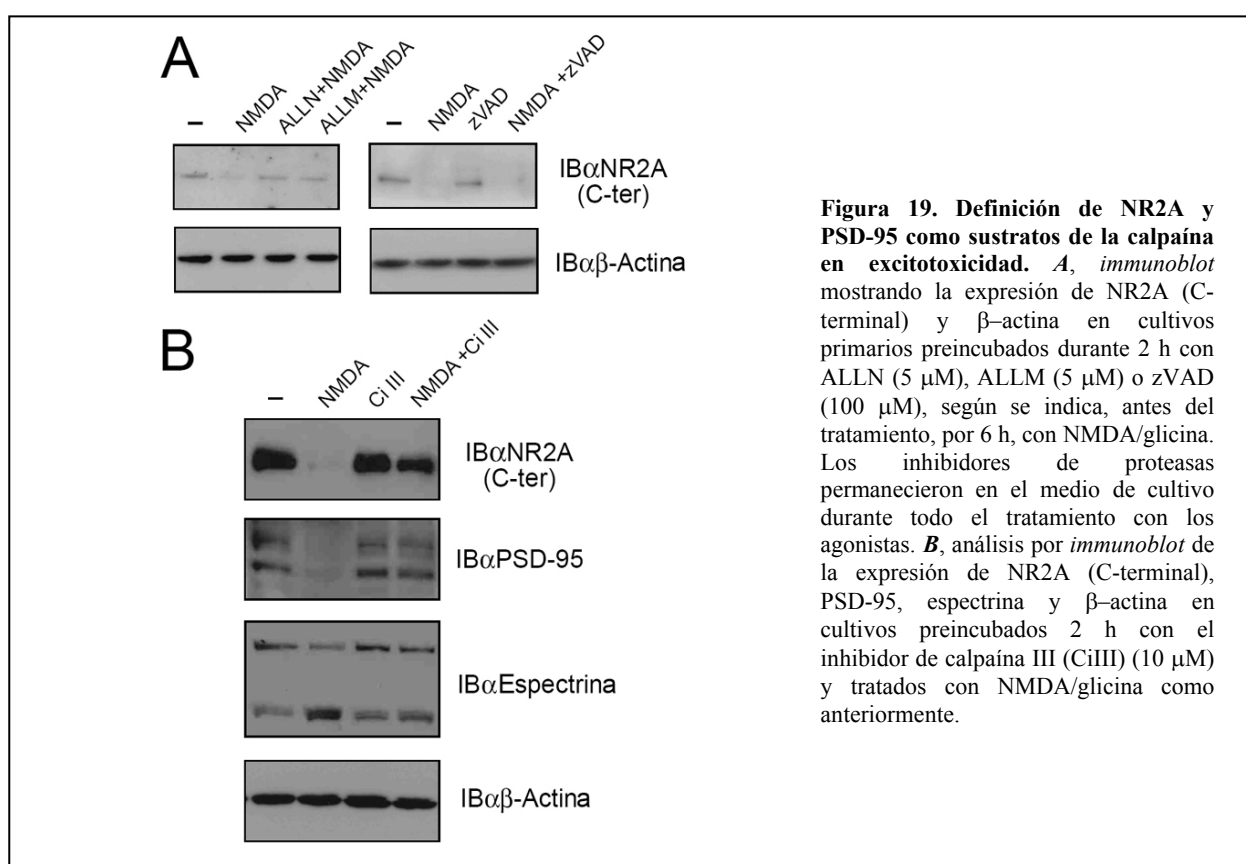 A
–
NMDA
ALLN+NMDA
ALLM+NMDA
–
NMDA
zVAD
NMDA +zVAD
IBαNR2A
(C-ter)
IBαβ-Actina
B
–
NMDA
Ci III
NMDA +Ci III
IBαNR2A
(C-ter)
IBαPSD-95
IBαEspectrina
IBαβ-Actina
Figura 19. Definición de NR2A y
PSD-95 como sustratos de la calpaína
en excitotoxicidad. A, immunoblot
mostrando la expresión de NR2A (C-
terminal) y β–actina en cultivos
primarios preincubados durante 2 h con
ALLN (5 μM), ALLM (5 μM) o zVAD
(100 μM), según se indica, antes del
tratamiento, por 6 h, con NMDA/glicina.
Los inhibidores de proteasas
permanecieron en el medio de cultivo
durante todo el tratamiento con los
agonistas. B, análisis por immunoblot de
la expresión de NR2A (C-terminal),
PSD-95, espectrina y β–actina en
cultivos preincubados 2 h con el
inhibidor de calpaína III (CiIII) (10 μM)
y tratados con NMDA/glicina como
anteriormente.